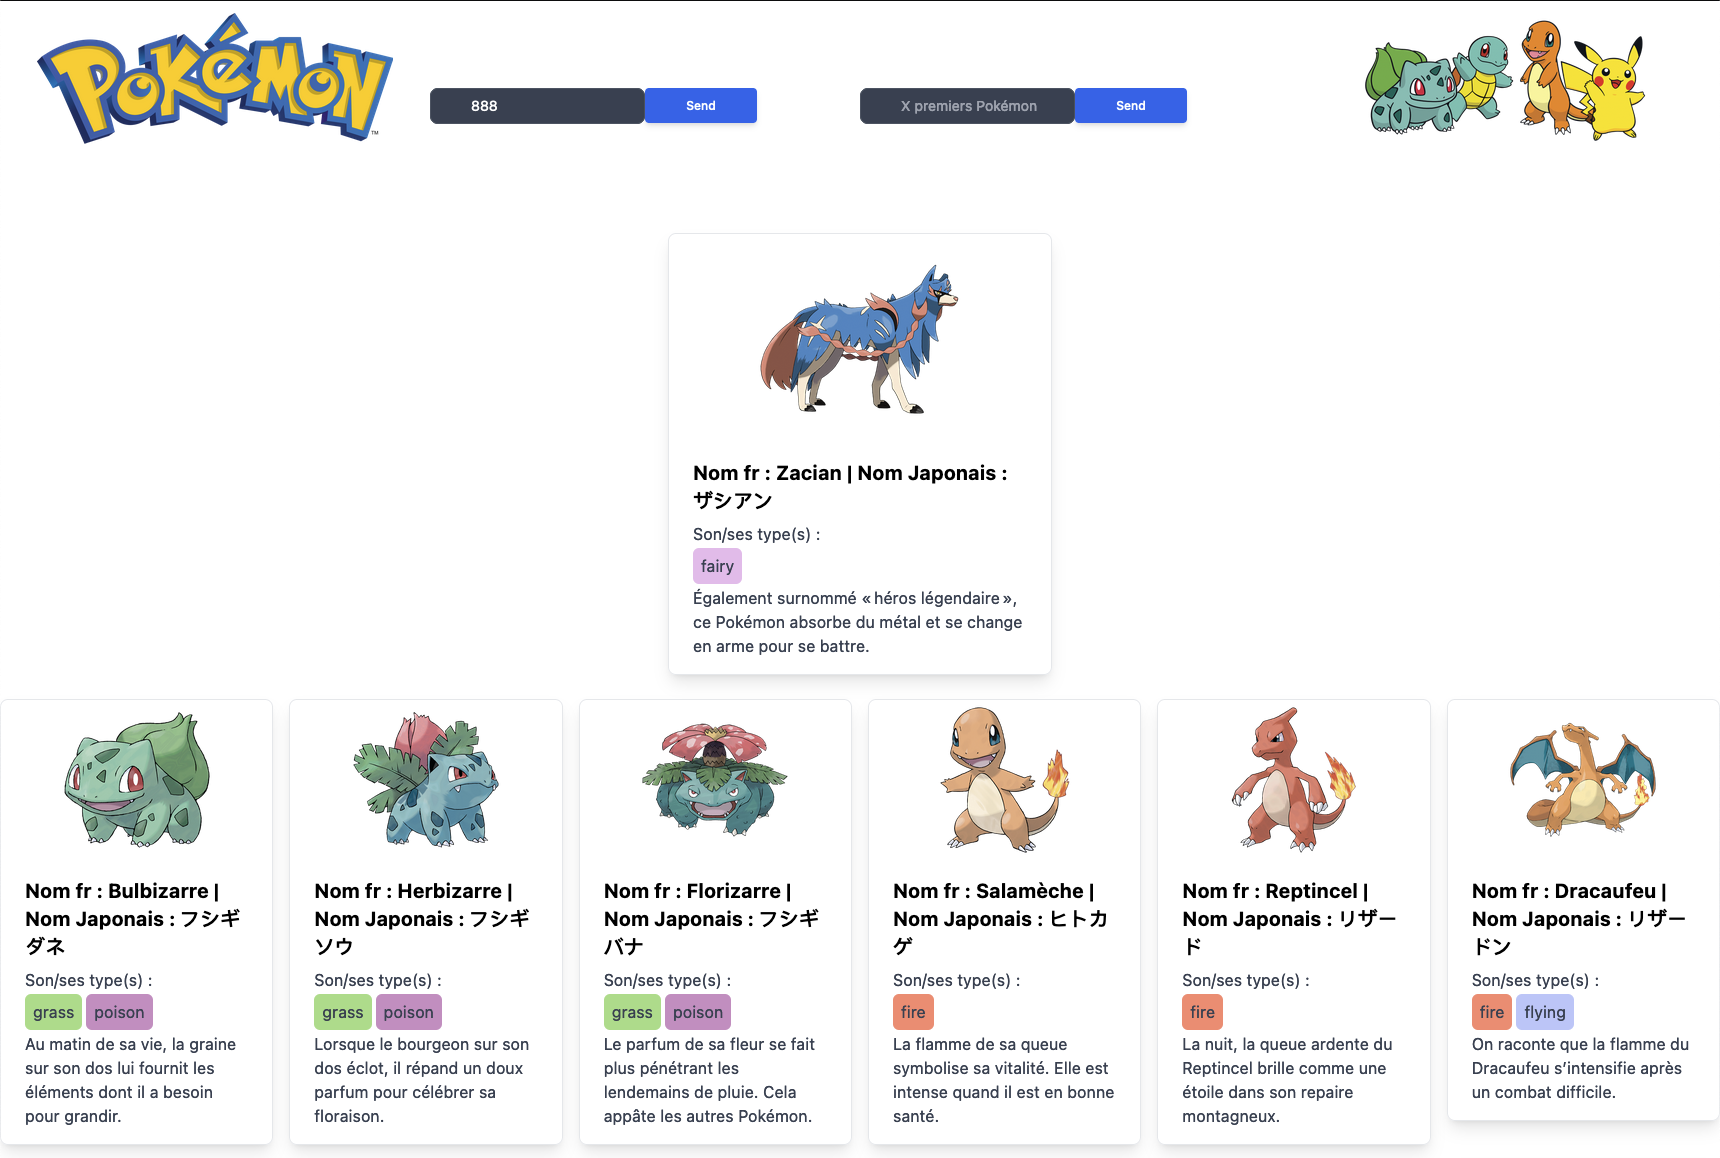 POKéMON
TM
888
Send
X premiers Pokémon
Send
Nom fr : Zacian | Nom Japonais :
ザシアン
Son/ses type(s) :
fairy
Également surnommé « héros légendaire »,
ce Pokémon absorbe du métal et se change
en arme pour se battre.
Nom fr : Bulbizarre |
Nom Japonais : フシギ
ダネ
Son/ses type(s) :
grass poison
Au matin de sa vie, la graine
sur son dos lui fournit les
éléments dont il a besoin
pour grandir.
Nom fr : Herbizarre |
Nom Japonais : フシギ
ソウ
Son/ses type(s) :
grass poison
Lorsque le bourgeon sur son
dos éclot, il répand un doux
parfum pour célébrer sa
floraison.
Nom fr : Florizarre |
Nom Japonais : フシギ
バナ
Son/ses type(s) :
grass poison
Le parfum de sa fleur se fait
plus pénétrant les
lendemains de pluie. Cela
appâte les autres Pokémon.
Nom fr : Salamèche |
Nom Japonais : ヒトカ
ゲ
Son/ses type(s) :
fire
La flamme de sa queue
symbolise sa vitalité. Elle est
intense quand il est en bonne
santé.
Nom fr : Reptincel |
Nom Japonais : リザー
ド
Son/ses type(s) :
fire
La nuit, la queue ardente du
Reptincel brille comme une
étoile dans son repaire
montagneux.
Nom fr : Dracaufeu |
Nom Japonais : リザー
ドン
Son/ses type(s) :
fire flying
On raconte que la flamme du
Dracaufeu s’intensifie après
un combat difficile.